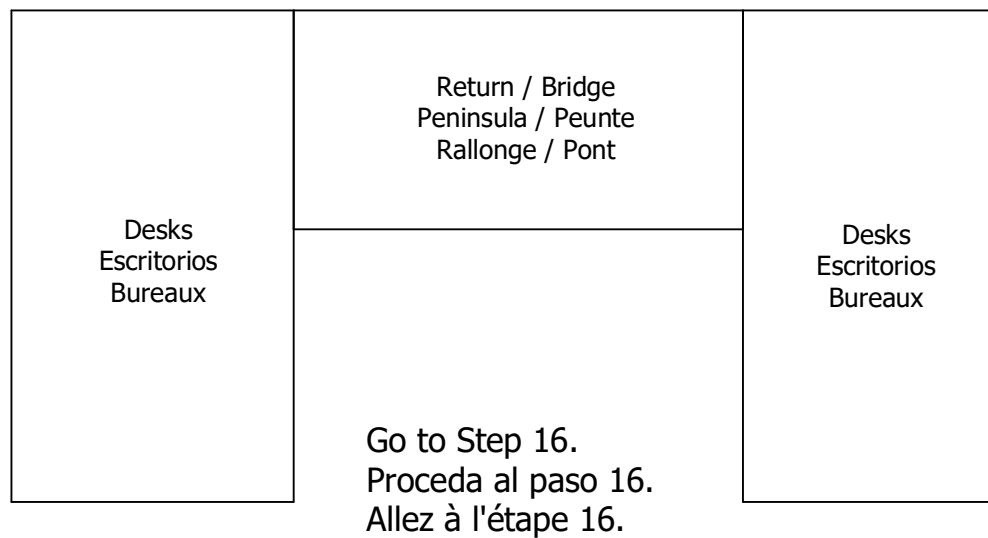 Return / Bridge
Peninsula / Peunte
Rallonge / Pont
Desks
Escritorios
Bureaux
Desks
Escritorios
Bureaux
Go to Step 16.
Proceda al paso 16.
Allez à l'étape 16.